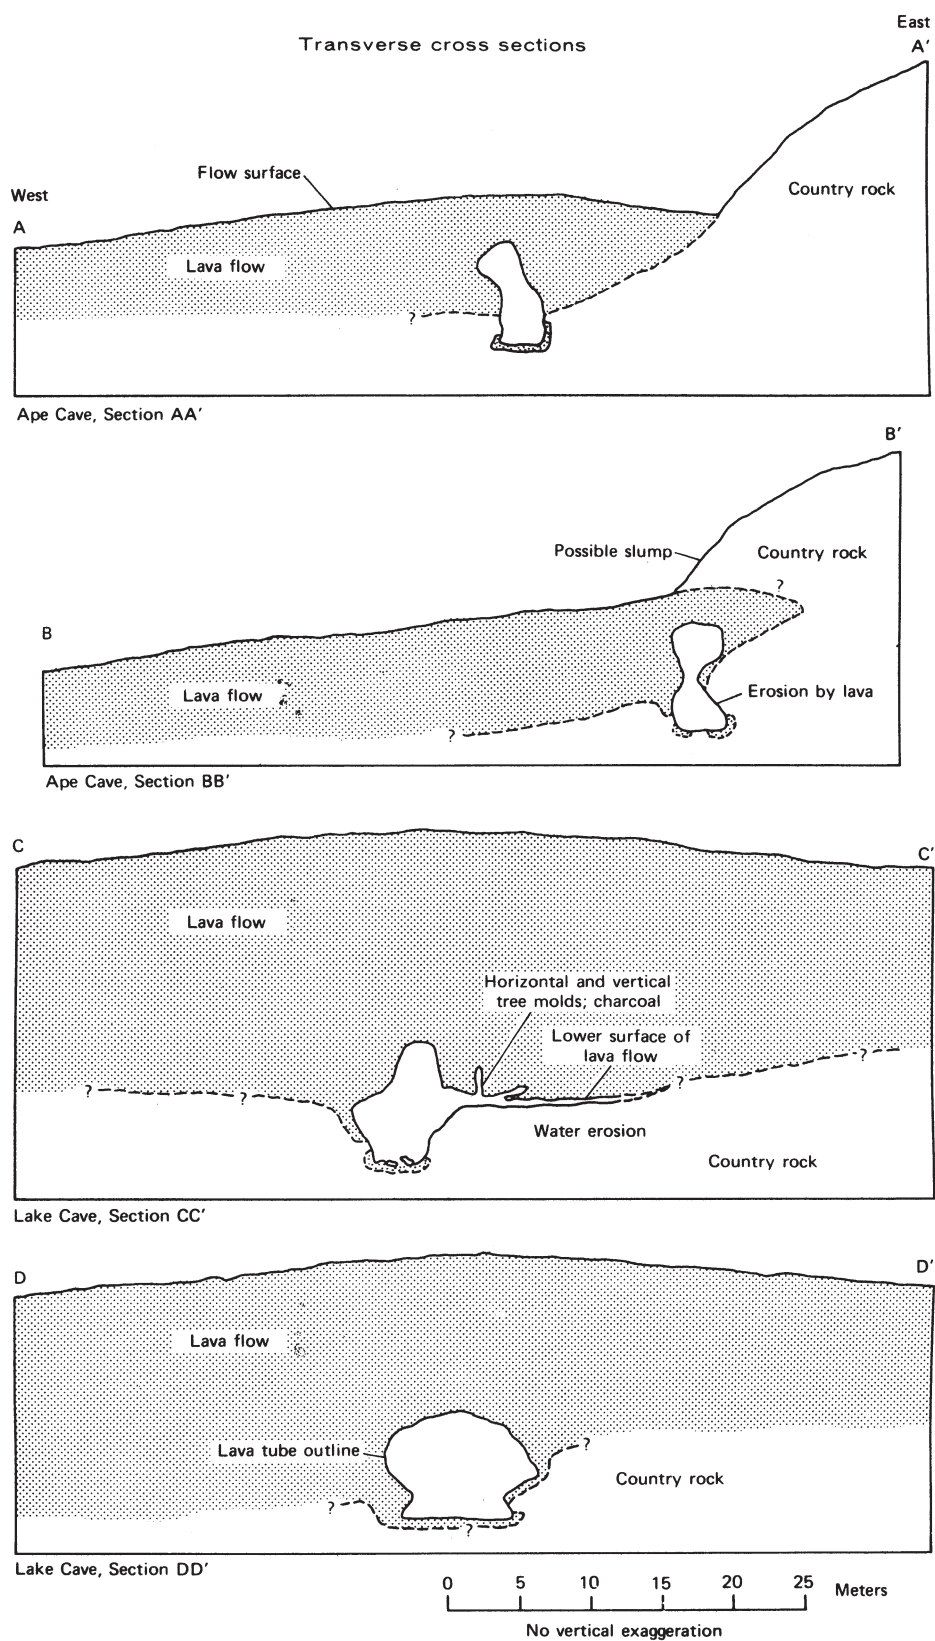 East
A′
Transverse cross sections
Flow surface
West
A
Country rock
Lava flow
?
Ape Cave, Section AA′
B′
Possible slump
Country rock
?
B
Lava flow
Erosion by lava
?
Ape Cave, Section BB′
C
C′
Lava flow
Horizontal and vertical
tree molds; charcoal
Lower surface of
lava flow
?
?
?
?
Water erosion
Country rock
Lake Cave, Section CC′
D
D′
Lava flow
Lava tube outline
?
Country rock
?
?
Lake Cave, Section DD′
0 5 10 15 20 25 Meters
No vertical exaggeration